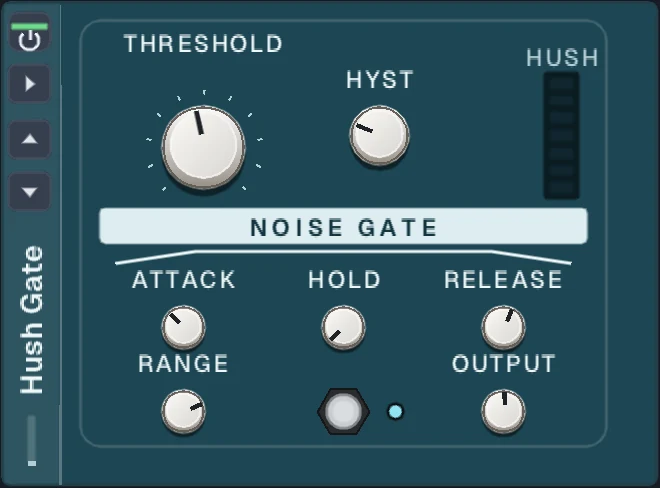 THRESHOLD
HYST
HUSH
NOISE GATE
ATTACK
HOLD
RELEASE
RANGE
OUTPUT
Hush Gate